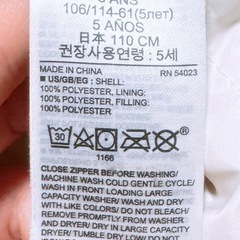 5 ANS
106/114-61(5лет)
5 AÑOS
日本 110 CM
권장사용연령 : 5세
MADE IN CHINA RN 54023
■ US/GB/EG : SHELL:
100% POLYESTER, LINING:
100% POLYESTER, FILLING:
100% POLYESTER
30
1166
CLOSE ZIPPER BEFORE WASHING/
MACHINE WASH COLD GENTLE CYCLE/
WASH IN FRONT LOADING LARGE
CAPACITY WASHER/ WASH AND DRY
WITH LIKE COLORS/ DO NOT BLEACH/
REMOVE PROMPTLY/ REMOVE
FROM WASHER AND DRY IN LARGE
CAPACITY DRYER/ TUMBLE DRY LOW/ DO NOT